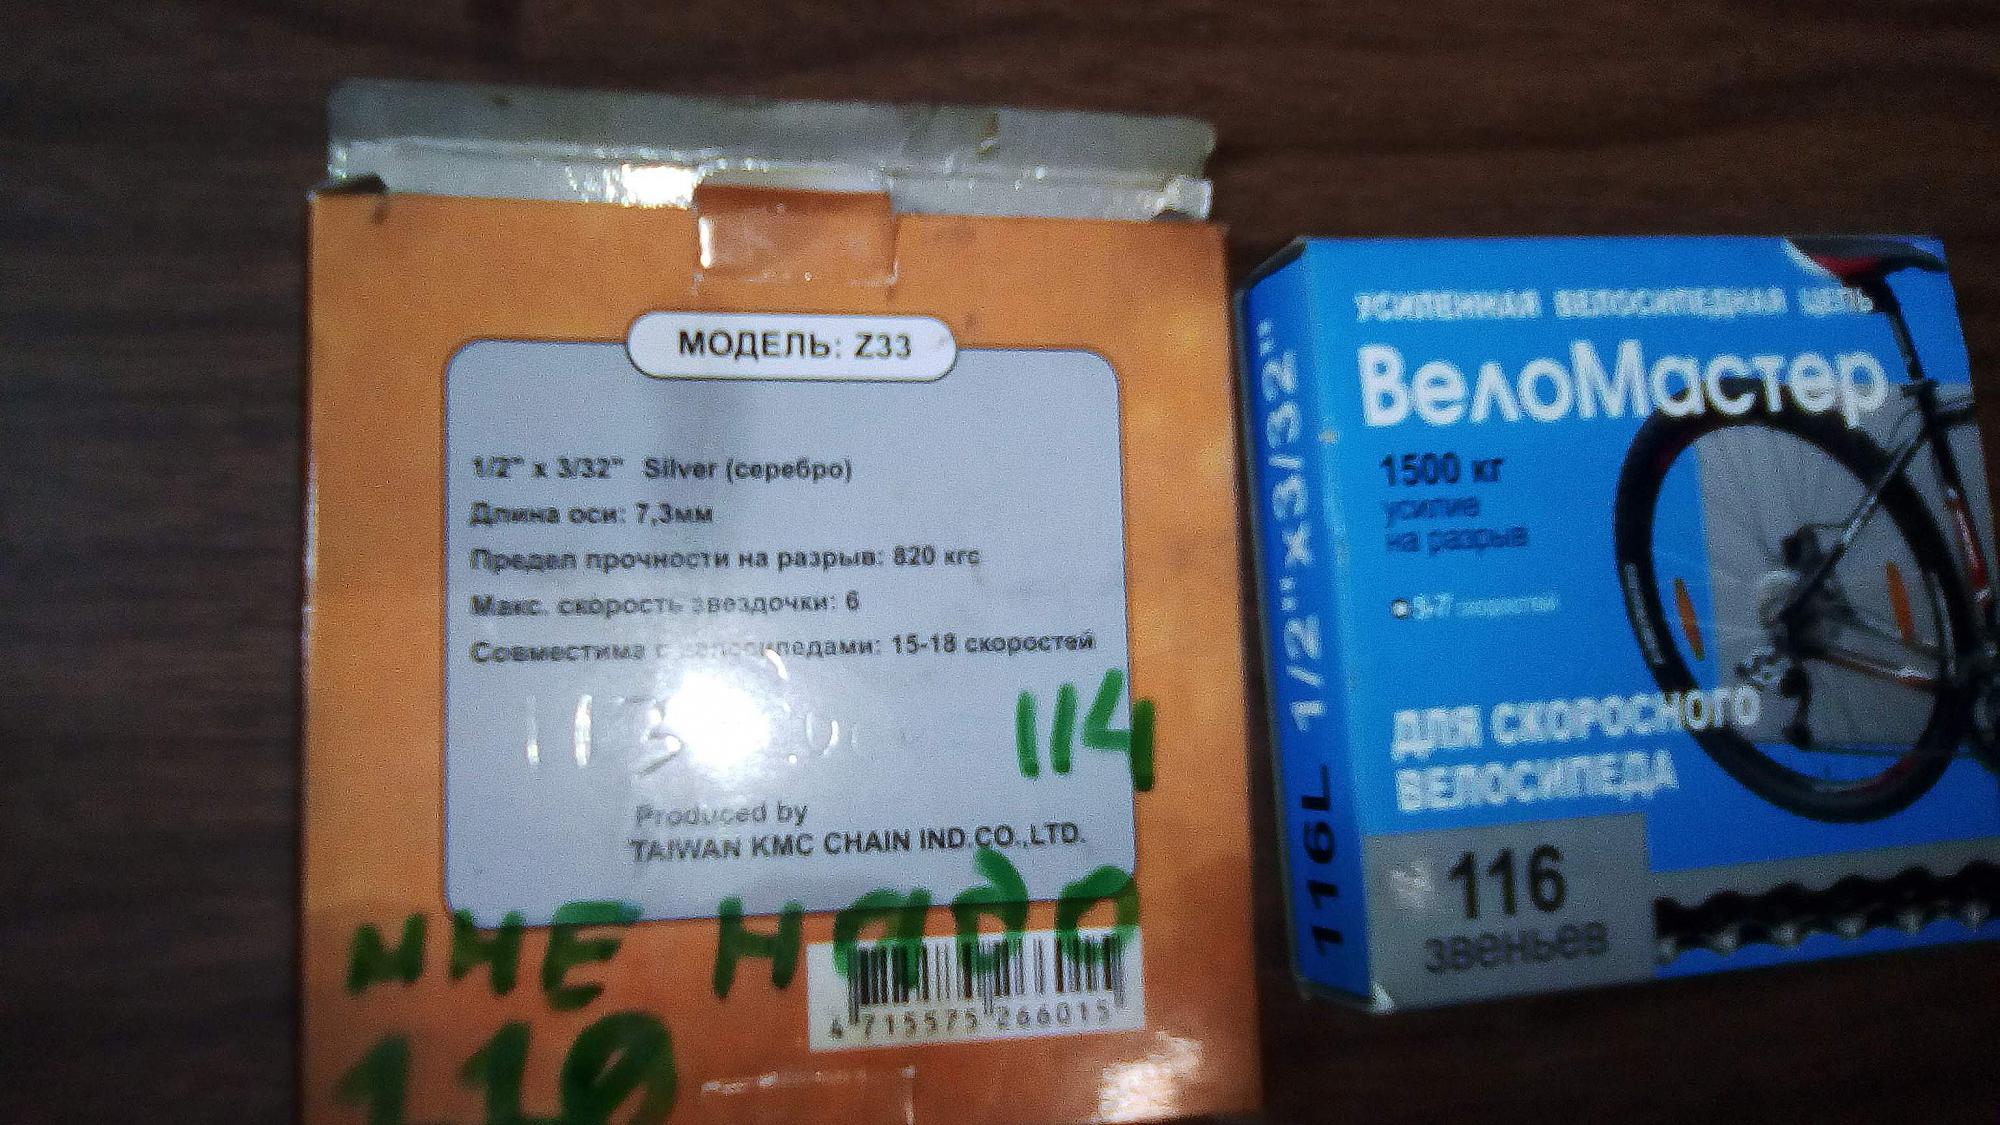 МОДЕЛЬ: Z33
1/2" x 3/32" Silver (серебро)
Длина оси: 7,3мм
Предел прочности на разрыв: 820 кгс
Макс. скорость звездочки: 6
Совместима с велосипедами: 15-18 скоростей
114
Produced by
TAIWAN KMC CHAIN IND.CO.,LTD.
мне надо
110
4 715575 266015
116L 1/2"x3/32"
УСИЛЕННАЯ ВЕЛОСИПЕДНАЯ ЦЕПЬ
ВелоМастер
1500 кг
усилие
на разрыв
скоростей
ДЛЯ СКОРОСНОГО
ВЕЛОСИПЕДА
116
звеньев